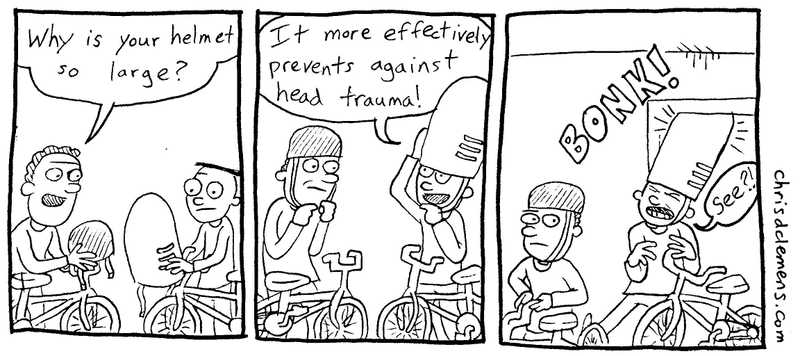 Why is your helmet
so large?
It more effectively
prevents against
head trauma!
BONK!
See?!
chrisdclemens.com